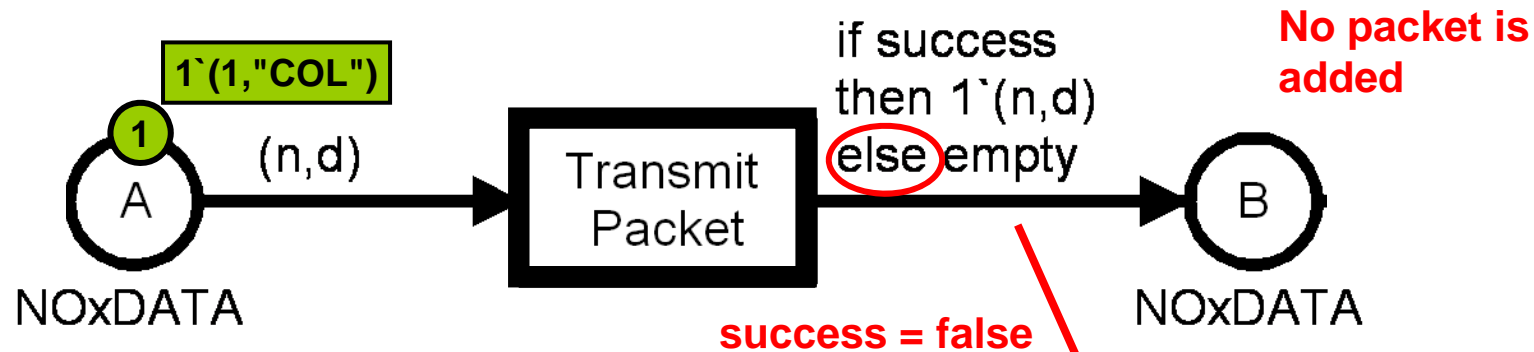 if success
then 1`(n,d)
else empty
No packet is
added
1`(1,"COL")
1
(n,d)
A
Transmit
Packet
B
NOxDATA
NOxDATA
success = false